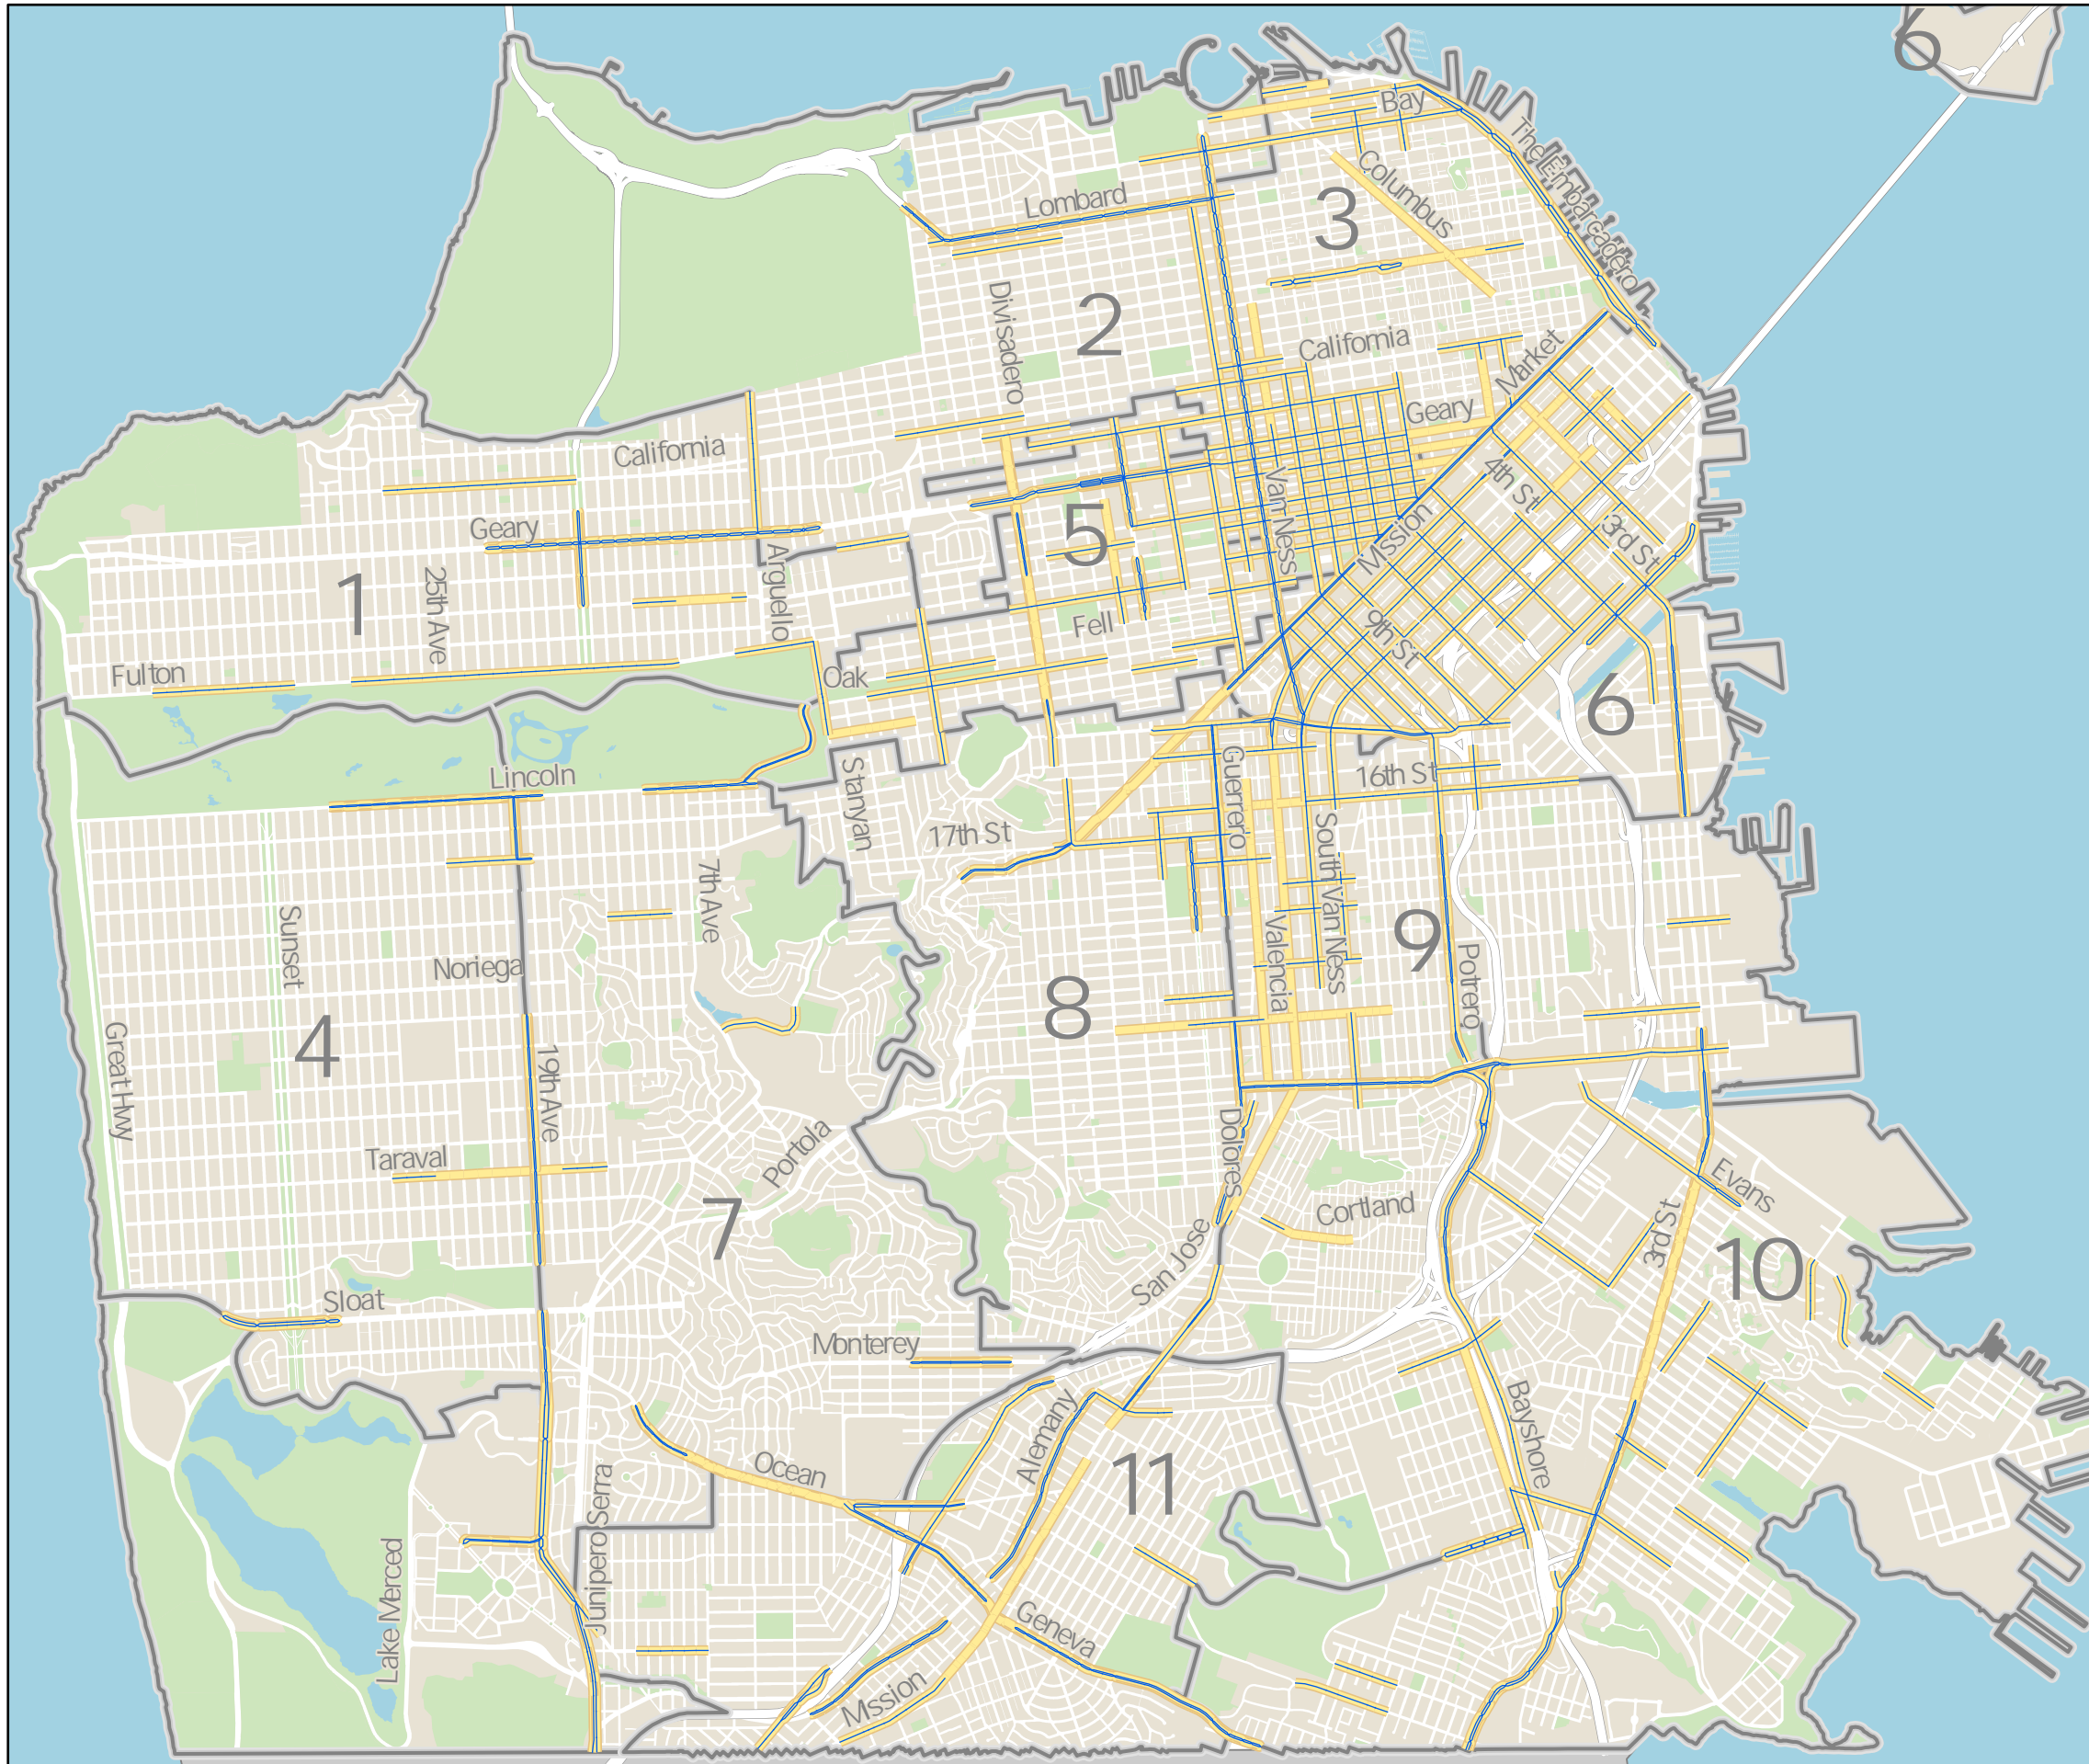 6
Bay
The Embarcadero
Columbus
Lombard
3
Divisadero
2
California
Market
Geary
California
Van Ness
4th St
3rd St
Geary
5
Mission
Arguello
1
25th Ave
Fell
9th St
Fulton
Oak
6
Lincoln
Stanyan
Guerrero
16th St
17th St
South Van Ness
7th Ave
Sunset
Noriega
Valencia
9
Potrero
8
4
Great Hwy
19th Ave
Taraval
Portola
Dolores
Evans
7
Cortland
3rd St
San Jose
10
Sloat
Monterey
Bayshore
Alemany
Ocean
11
Junipero Serra
Lake Merced
Geneva
Mission